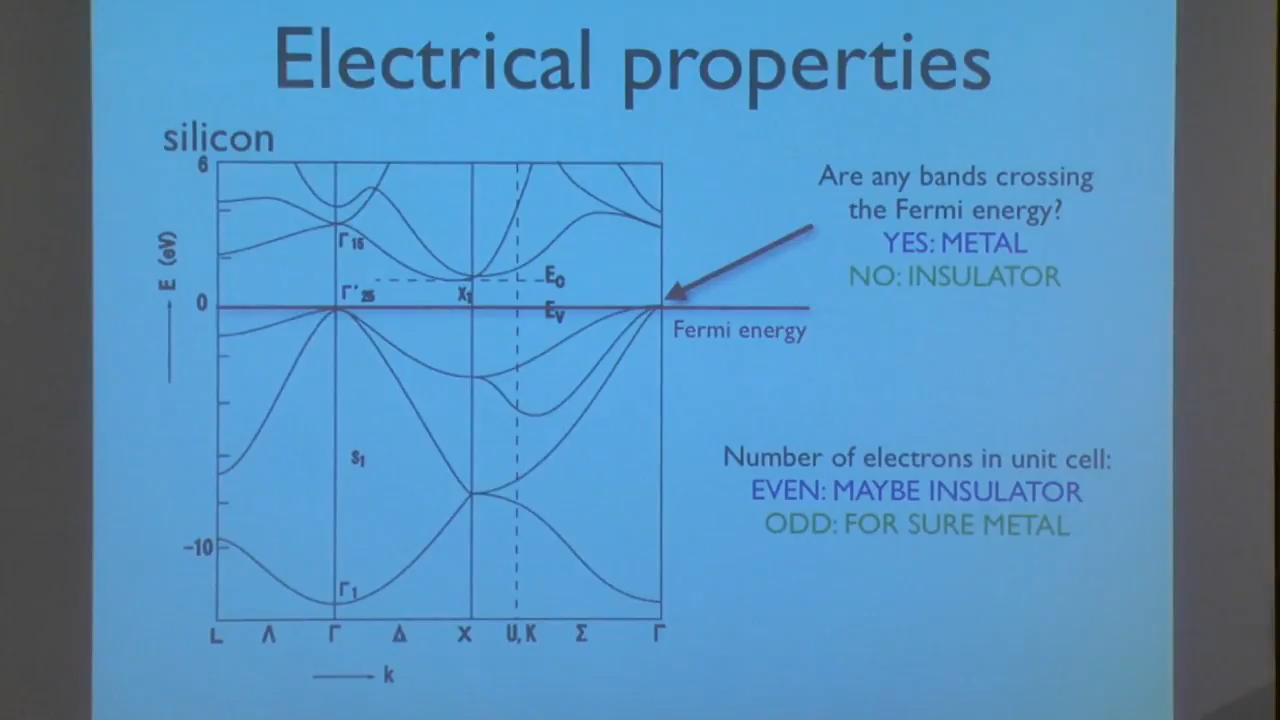 Electrical properties
silicon
6
0
-10
E (eV)
Γ15
Γ'25
X1
E0
EV
S1
Γ1
L Λ Γ Δ X U,K Σ Γ
k
Fermi energy
Are any bands crossing
the Fermi energy?
YES: METAL
NO: INSULATOR
Number of electrons in unit cell:
EVEN: MAYBE INSULATOR
ODD: FOR SURE METAL